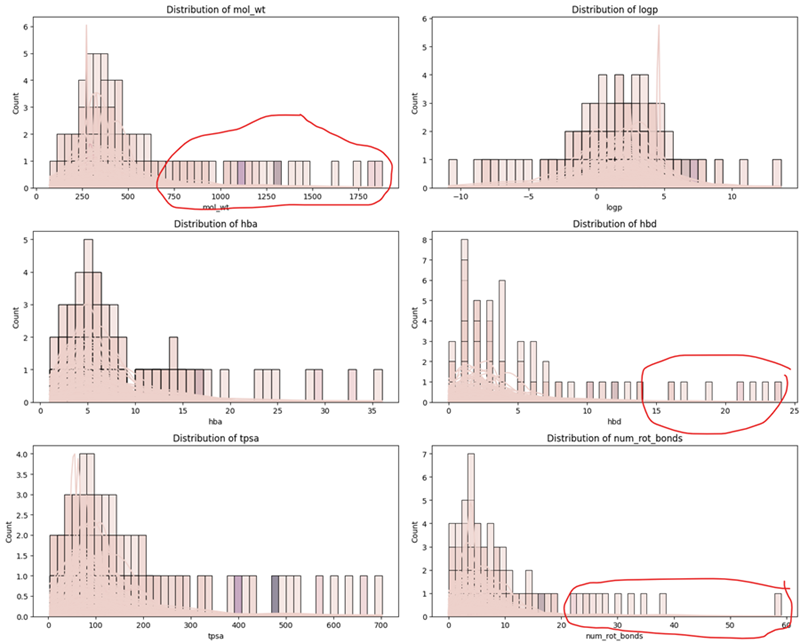 Distribution of mol_wt
Count
6
5
4
3
2
1
0
0 250 500 750 1000 1250 1500 1750
mol_wt
Distribution of logp
Count
6
5
4
3
2
1
0
−10 −5 0 5 10
logp
Distribution of hba
Count
5
4
3
2
1
0
0 5 10 15 20 25 30 35
hba
Distribution of hbd
Count
8
7
6
5
4
3
2
1
0
0 5 10 15 20 25
hbd
Distribution of tpsa
Count
4.0
3.5
3.0
2.5
2.0
1.5
1.0
0.5
0.0
0 100 200 300 400 500 600 700
tpsa
Distribution of num_rot_bonds
Count
7
6
5
4
3
2
1
0
0 10 20 30 40 50 60
num_rot_bonds